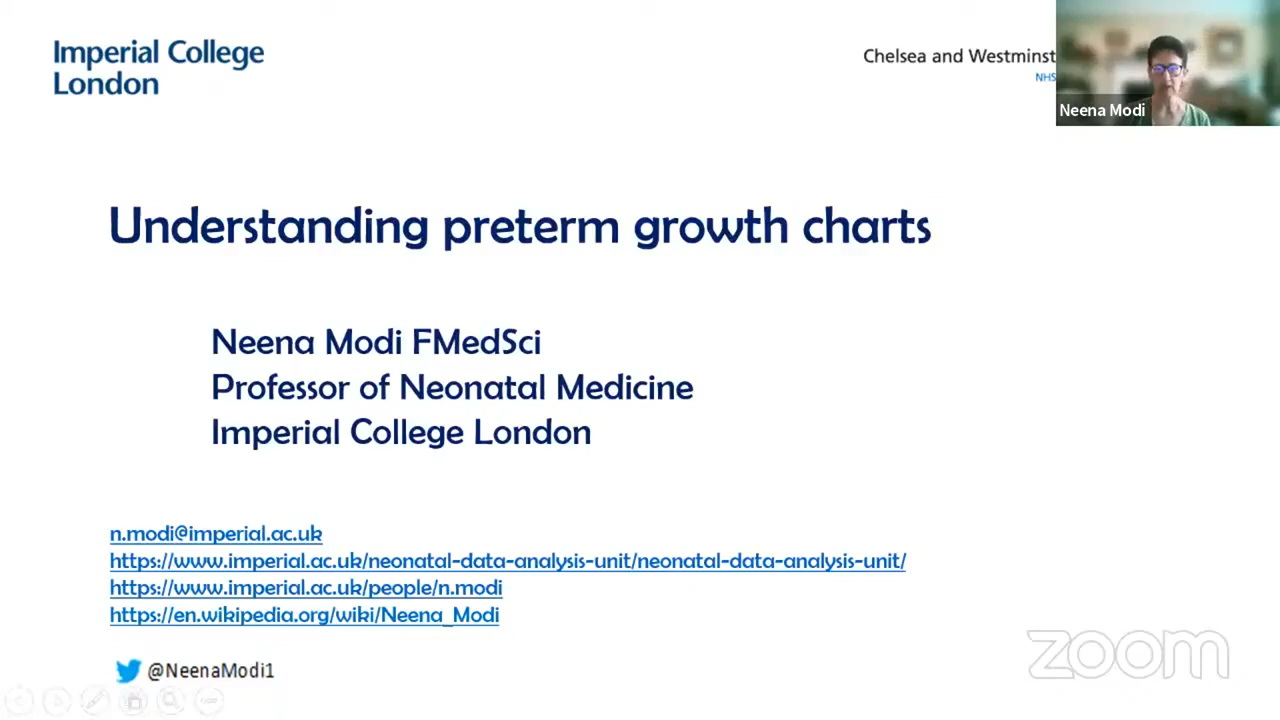 Imperial College
London
Chelsea and Westminst
NHS
Neena Modi
Understanding preterm growth charts
Neena Modi FMedSci
Professor of Neonatal Medicine
Imperial College London
n.modi@imperial.ac.uk
https://www.imperial.ac.uk/neonatal-data-analysis-unit/neonatal-data-analysis-unit/
https://www.imperial.ac.uk/people/n.modi
https://en.wikipedia.org/wiki/Neena_Modi
@NeenaModi1
zoom